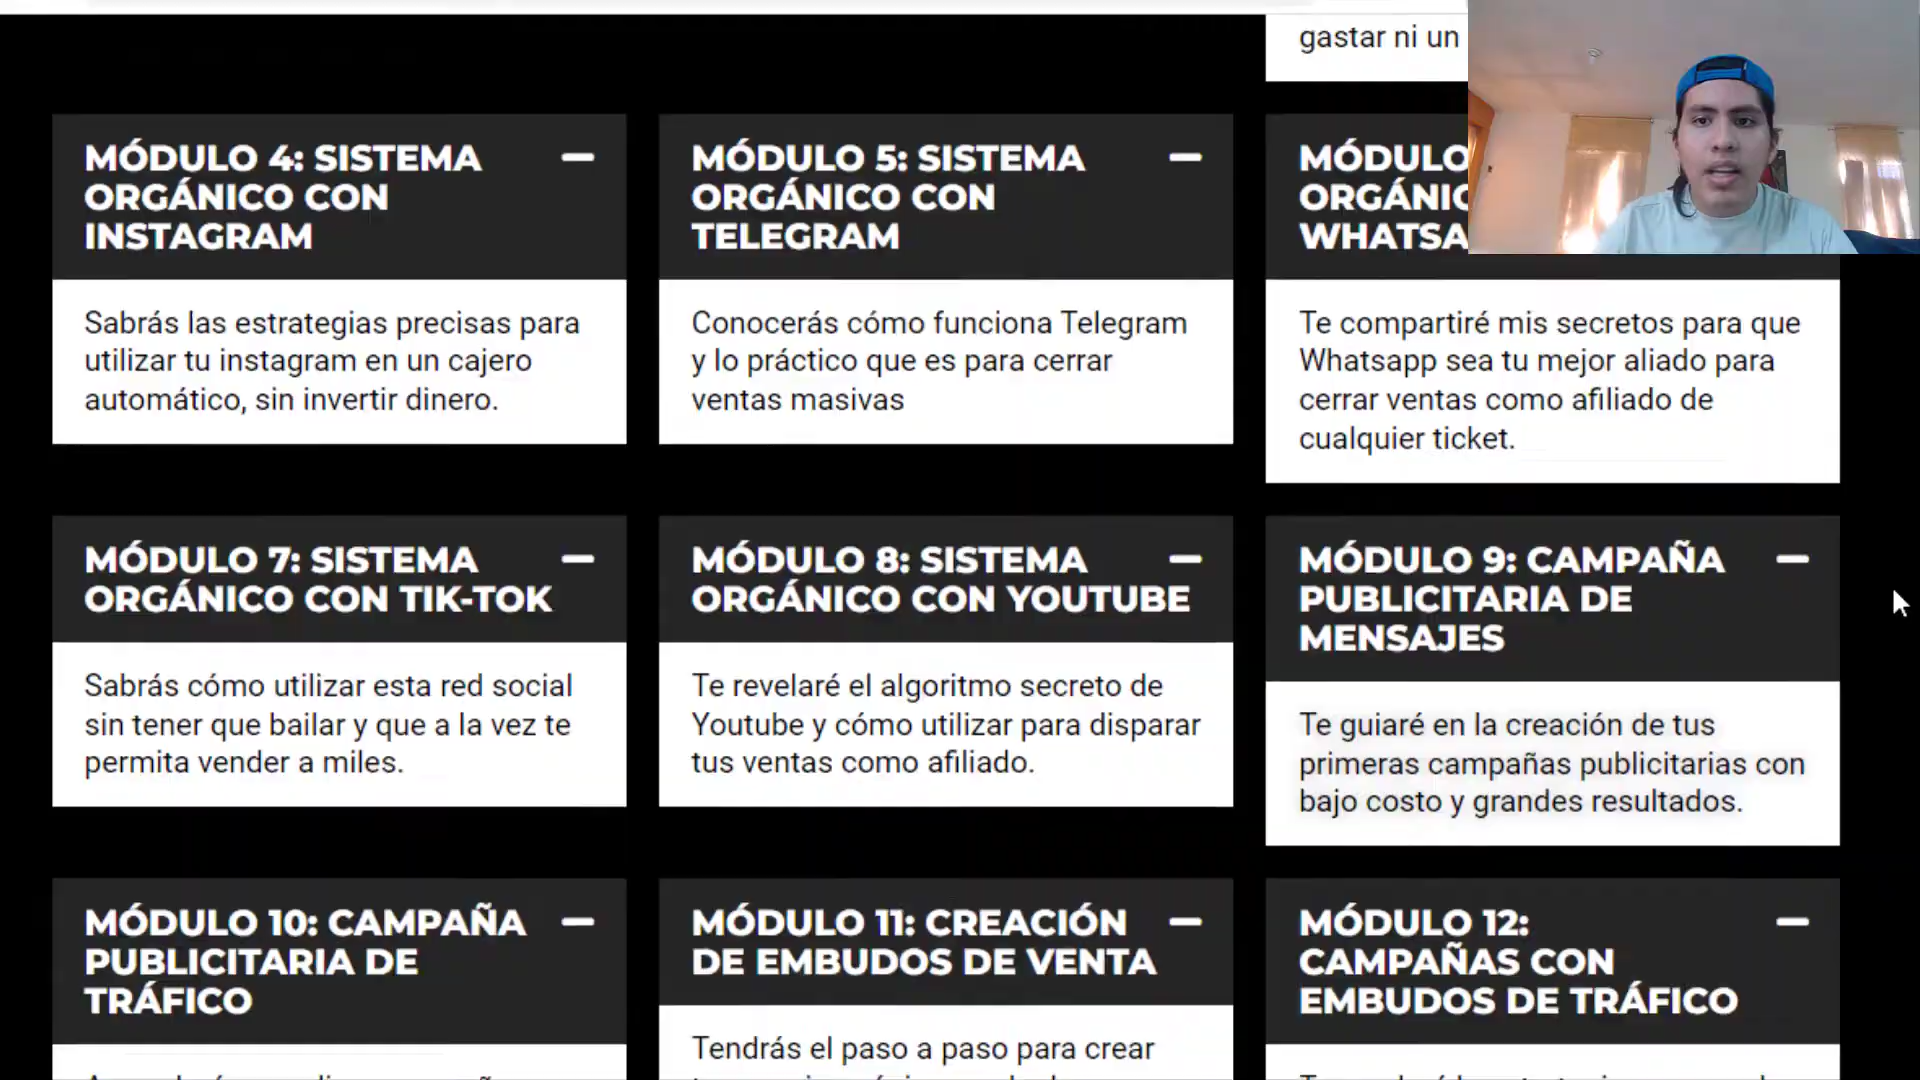 gastar ni un
MÓDULO 4: SISTEMA
ORGÁNICO CON
INSTAGRAM
Sabrás las estrategias precisas para
utilizar tu instagram en un cajero
automático, sin invertir dinero.
MÓDULO 5: SISTEMA
ORGÁNICO CON
TELEGRAM
Conocerás cómo funciona Telegram
y lo práctico que es para cerrar
ventas masivas
MÓDULO
Te compartiré mis secretos para que
Whatsapp sea tu mejor aliado para
cerrar ventas como afiliado de
cualquier ticket.
MÓDULO 7: SISTEMA
ORGÁNICO CON TIK-TOK
Sabrás cómo utilizar esta red social
sin tener que bailar y que a la vez te
permita vender a miles.
MÓDULO 8: SISTEMA
ORGÁNICO CON YOUTUBE
Te revelaré el algoritmo secreto de
Youtube y cómo utilizar para disparar
tus ventas como afiliado.
MÓDULO 9: CAMPAÑA
PUBLICITARIA DE
MENSAJES
Te guiaré en la creación de tus
primeras campañas publicitarias con
bajo costo y grandes resultados.
MÓDULO 10: CAMPAÑA
PUBLICITARIA DE
TRÁFICO
MÓDULO 11: CREACIÓN
DE EMBUDOS DE VENTA
Tendrás el paso a paso para crear
MÓDULO 12:
CAMPAÑAS CON
EMBUDOS DE TRÁFICO